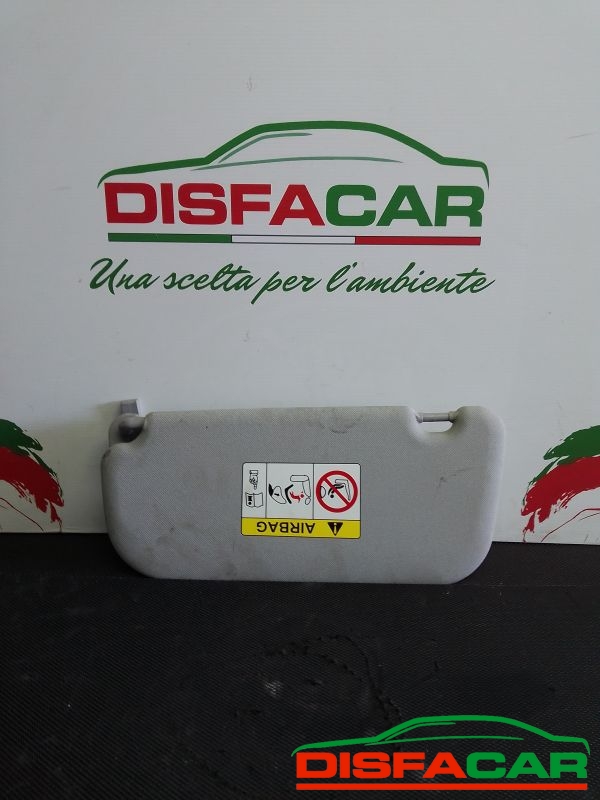 DISFACAR
Una scelta per l'ambiente
AIRBAG
DISFACAR